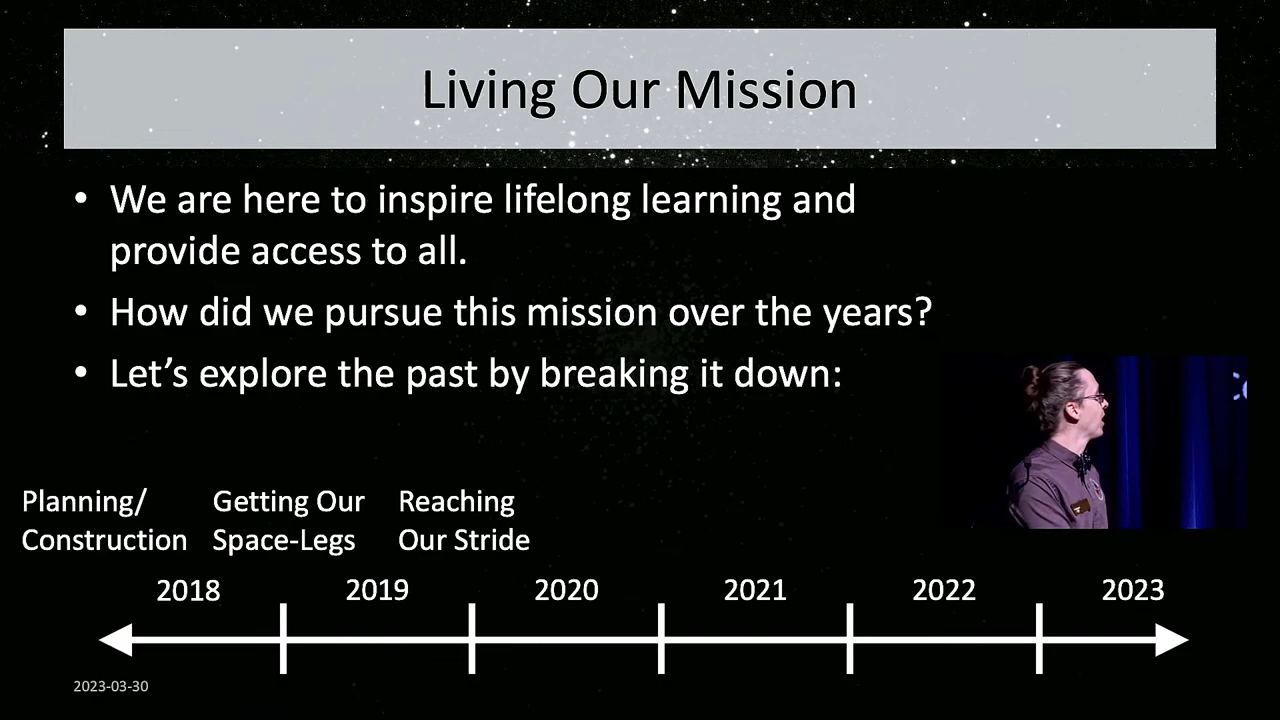 Living Our Mission
• We are here to inspire lifelong learning and
provide access to all.
• How did we pursue this mission over the years?
• Let’s explore the past by breaking it down:
Planning/
Construction
Getting Our
Space-Legs
Reaching
Our Stride
2018 2019 2020 2021 2022 2023
2023-03-30